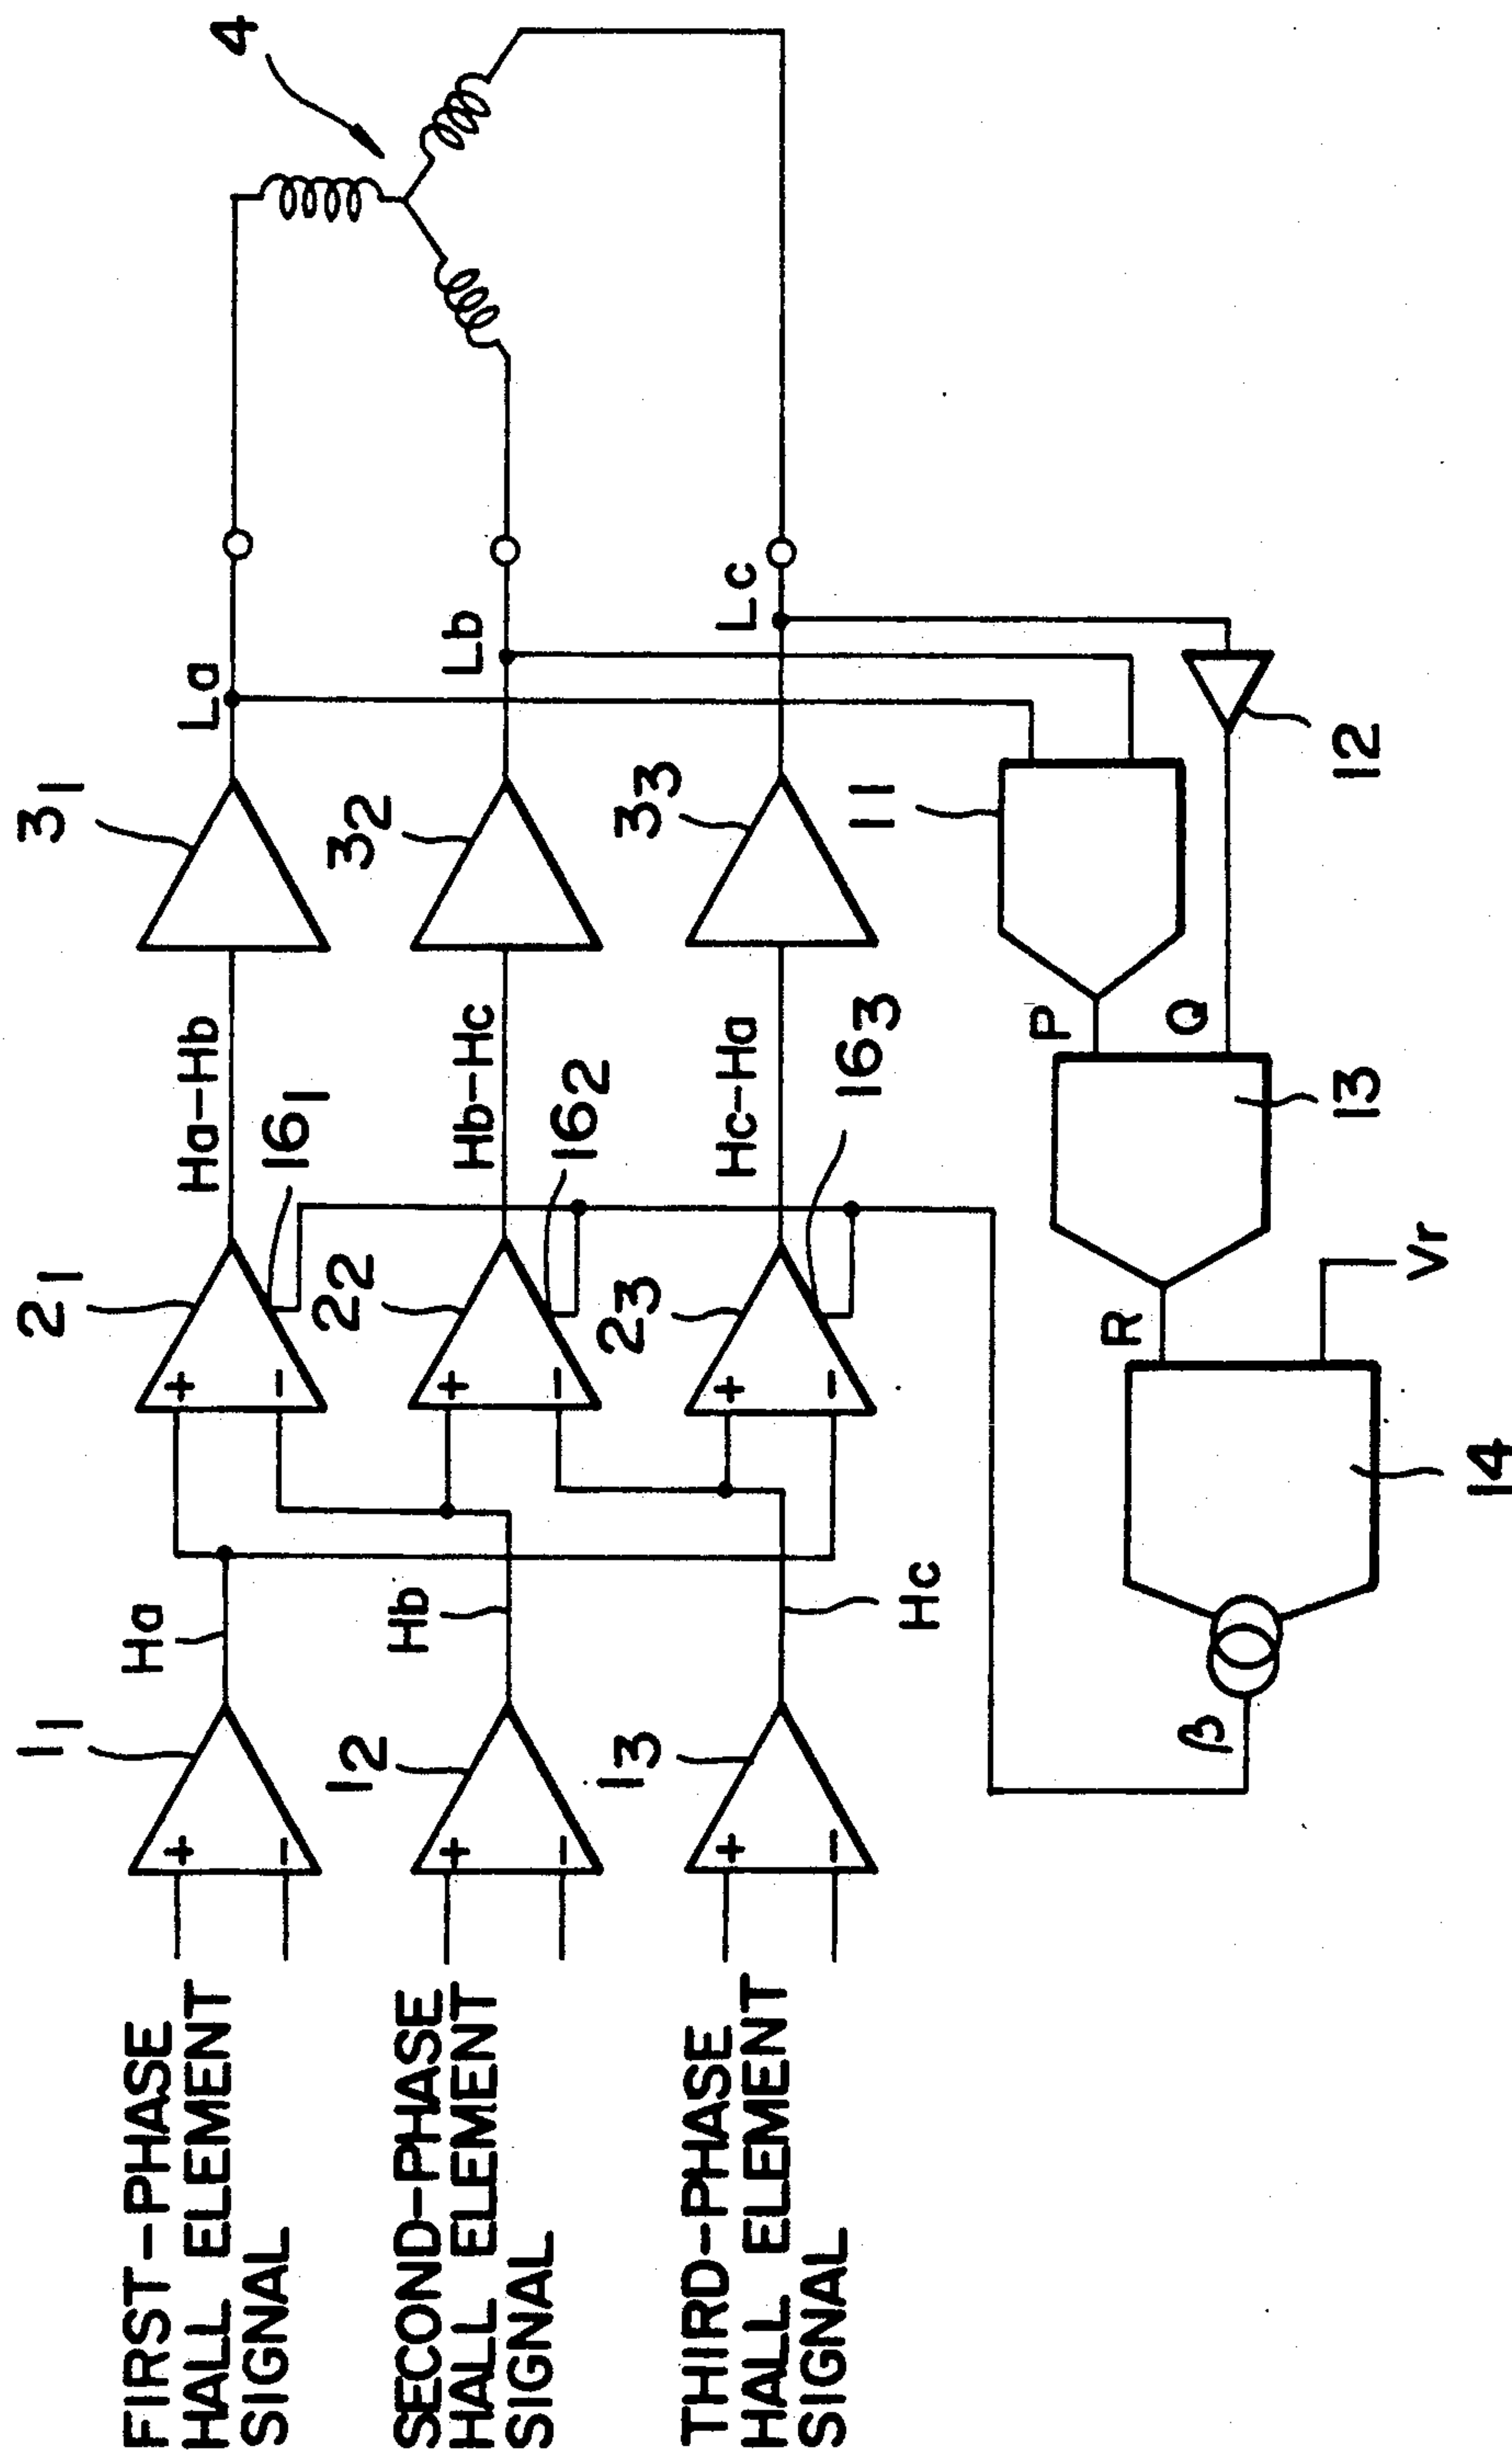 FIRST-PHASE
HALL ELEMENT
SIGNAL
SECOND-PHASE
HALL ELEMENT
SIGNAL
THIRD-PHASE
HALL ELEMENT
SIGNAL
1₁
1₂
1₃
+
−
+
−
+
−
Ha
Hb
Hc
2₁
2₂
2₃
+
−
+
−
+
−
16₁
16₂
16₃
Ha-Hb
Hb-Hc
Hc-Ha
3₁
3₂
3₃
La
Lb
Lc
4
11
12
P
Q
13
R
Vr
14
β